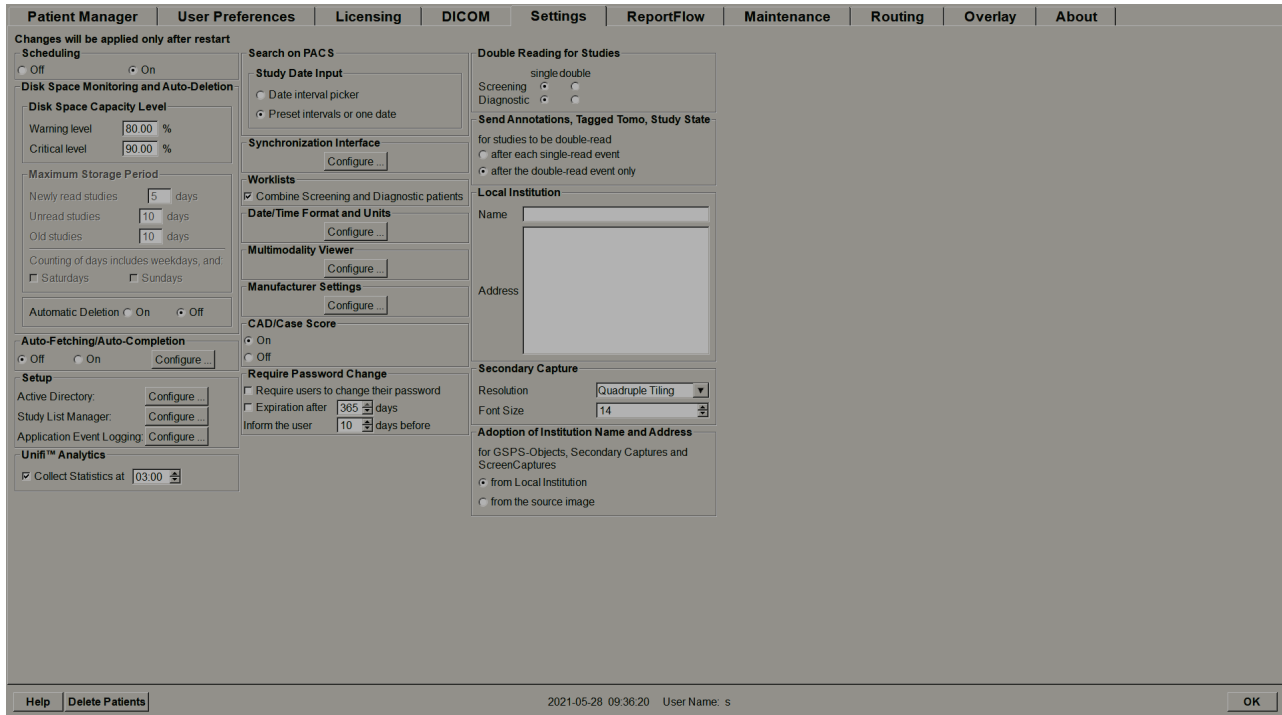 Patient Manager User Preferences Licensing DICOM Settings ReportFlow Maintenance Routing Overlay About
Changes will be applied only after restart
Scheduling
Off On
Disk Space Monitoring and Auto-Deletion
Disk Space Capacity Level
Warning level 80.00 %
Critical level 90.00 %
Maximum Storage Period
Newly read studies 5 days
Unread studies 10 days
Old studies 10 days
Counting of days includes weekdays, and:
Saturdays Sundays
Automatic Deletion On Off
Auto-Fetching/Auto-Completion
Off On Configure ...
Setup
Active Directory: Configure ...
Study List Manager: Configure ...
Application Event Logging: Configure ...
Unifi™ Analytics
Collect Statistics at 03:00
Search on PACS
Study Date Input
Date interval picker
Preset intervals or one date
Synchronization Interface
Configure ...
Worklists
Combine Screening and Diagnostic patients
Date/Time Format and Units
Configure ...
Multimodality Viewer
Configure ...
Manufacturer Settings
Configure ...
CAD/Case Score
On
Off
Require Password Change
Require users to change their password
Expiration after 365 days
Inform the user 10 days before
Double Reading for Studies
single double
Screening
Diagnostic
Send Annotations, Tagged Tomo, Study State
for studies to be double-read
after each single-read event
after the double-read event only
Local Institution
Name
Address
Secondary Capture
Resolution Quadruple Tiling
Font Size 14
Adoption of Institution Name and Address
for GSPS-Objects, Secondary Captures and
ScreenCaptures
from Local Institution
from the source image
Help Delete Patients 2021-05-28 09:36:20 User Name: s OK